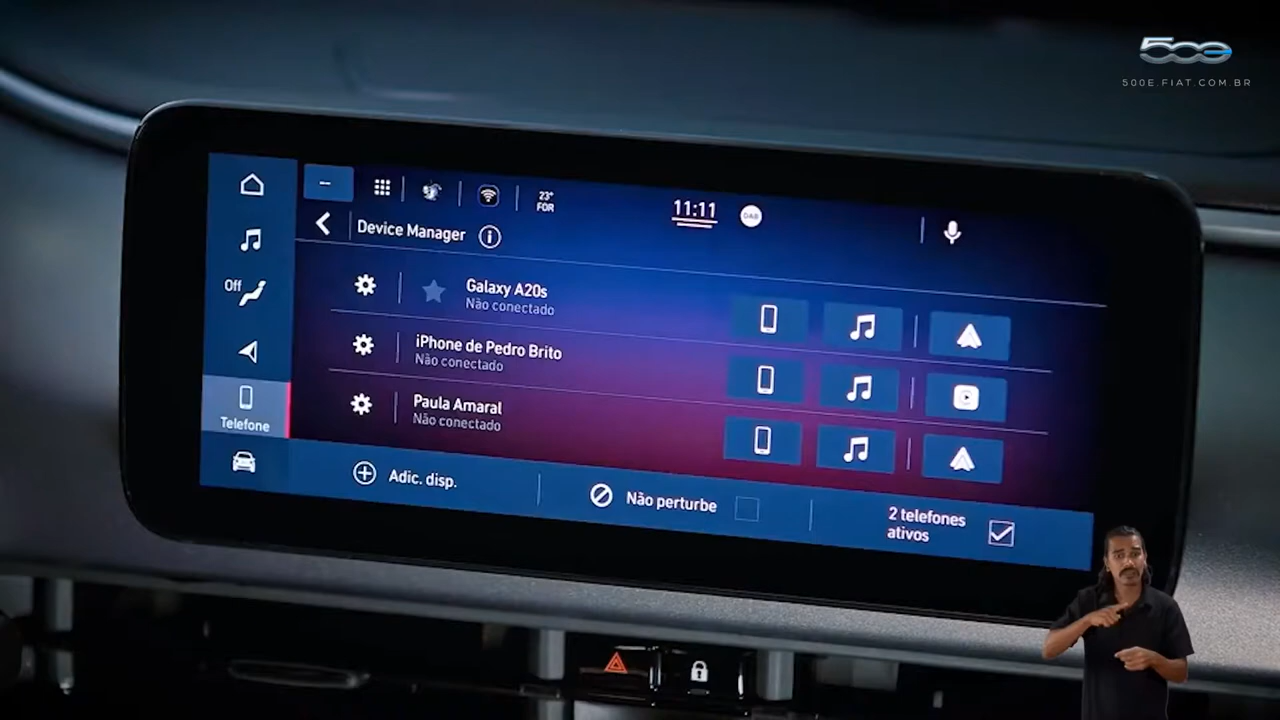 500e
500E.FIAT.COM.BR
--
23°
FOR
11:11
DAB
Device Manager
Galaxy A20s
Não conectado
Off
iPhone de Pedro Brito
Não conectado
Paula Amaral
Não conectado
Telefone
Adic. disp.
Não perturbe
2 telefones
ativos